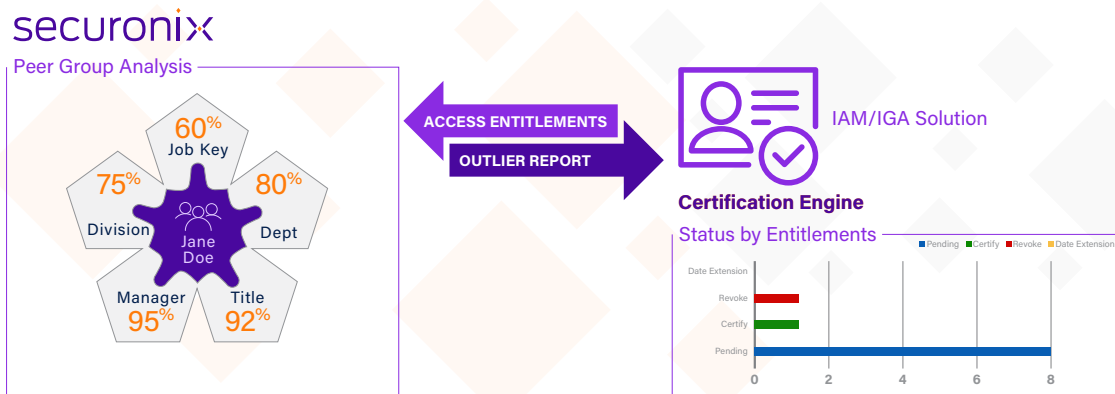 securonix
Peer Group Analysis
60%
Job Key
75%
Division
80%
Dept
Jane
Doe
Manager
95%
Title
92%
ACCESS ENTITLEMENTS
OUTLIER REPORT
IAM/IGA Solution
Certification Engine
Status by Entitlements
Pending Certify Revoke Date Extension
Date Extension
Revoke
Certify
Pending
0 2 4 6 8